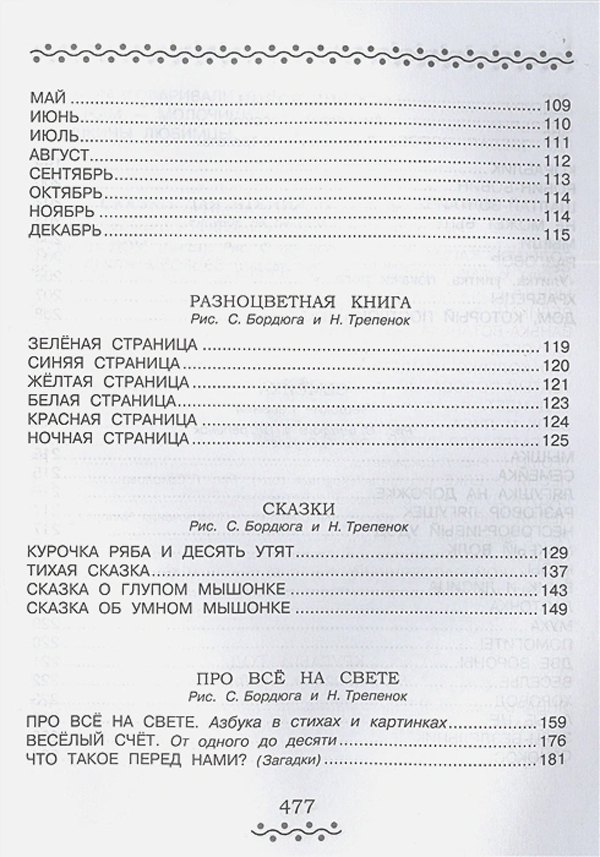 МАЙ 109
ИЮНЬ 110
ИЮЛЬ 111
АВГУСТ 112
СЕНТЯБРЬ 113
ОКТЯБРЬ 114
НОЯБРЬ 114
ДЕКАБРЬ 115
РАЗНОЦВЕТНАЯ КНИГА
Рис. С. Бордюга и Н. Трепенок
ЗЕЛЁНАЯ СТРАНИЦА 119
СИНЯЯ СТРАНИЦА 120
ЖЁЛТАЯ СТРАНИЦА 121
БЕЛАЯ СТРАНИЦА 123
КРАСНАЯ СТРАНИЦА 124
НОЧНАЯ СТРАНИЦА 125
СКАЗКИ
Рис. С. Бордюга и Н. Трепенок
КУРОЧКА РЯБА И ДЕСЯТЬ УТЯТ 129
ТИХАЯ СКАЗКА 137
СКАЗКА О ГЛУПОМ МЫШОНКЕ 143
СКАЗКА ОБ УМНОМ МЫШОНКЕ 149
ПРО ВСЁ НА СВЕТЕ
Рис. С. Бордюга и Н. Трепенок
ПРО ВСЁ НА СВЕТЕ. Азбука в стихах и картинках 159
ВЕСЁЛЫЙ СЧЁТ. От одного до десяти 176
ЧТО ТАКОЕ ПЕРЕД НАМИ? (Загадки) 181
477